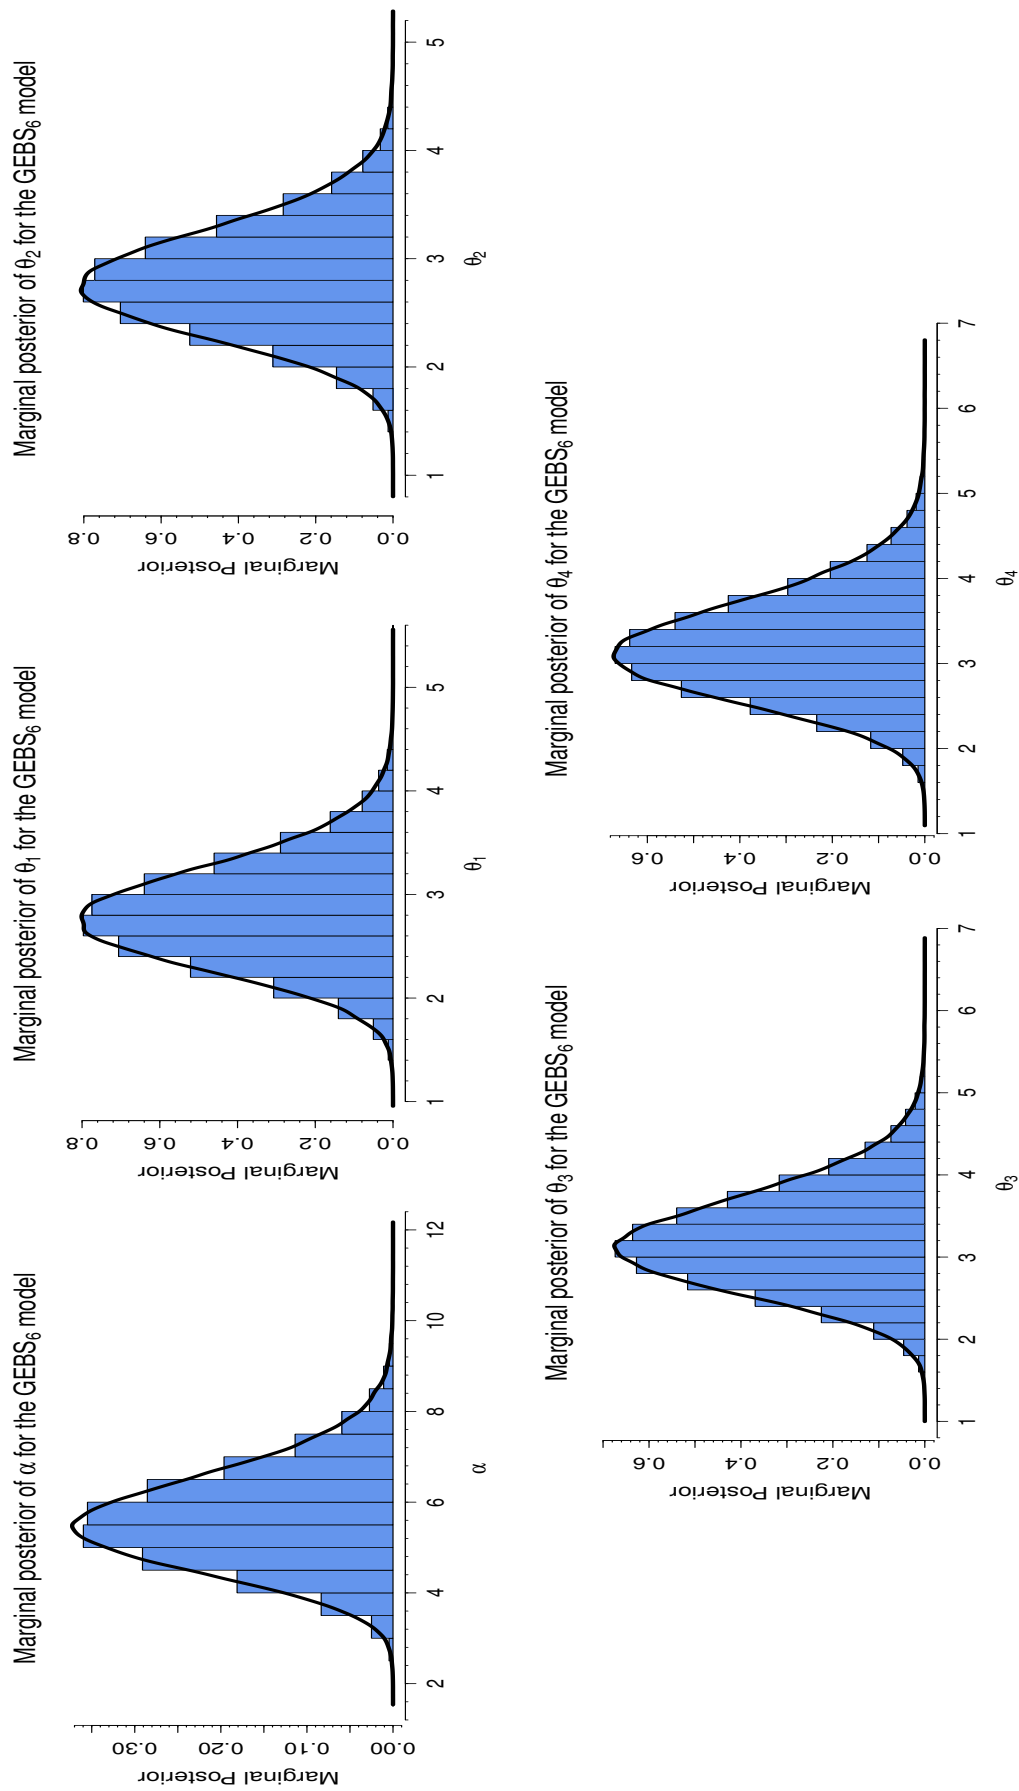 Marginal posterior of α for the GEBS₆ model
Marginal Posterior
0.00 0.10 0.20 0.30
2 4 6 8 10 12
α
Marginal posterior of θ₁ for the GEBS₆ model
Marginal Posterior
0.0 0.2 0.4 0.6 0.8
1 2 3 4 5
θ₁
Marginal posterior of θ₂ for the GEBS₆ model
Marginal Posterior
0.0 0.2 0.4 0.6 0.8
1 2 3 4 5
θ₂
Marginal posterior of θ₃ for the GEBS₆ model
Marginal Posterior
0.0 0.2 0.4 0.6
1 2 3 4 5 6 7
θ₃
Marginal posterior of θ₄ for the GEBS₆ model
Marginal Posterior
0.0 0.2 0.4 0.6
1 2 3 4 5 6 7
θ₄